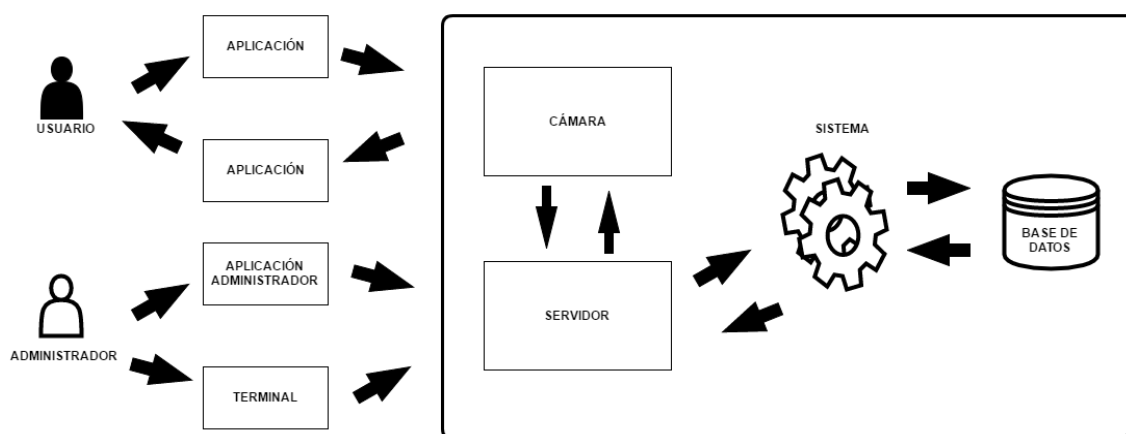 APLICACIÓN
USUARIO
APLICACIÓN
APLICACIÓN
ADMINISTRADOR
ADMINISTRADOR
TERMINAL
CÁMARA
SERVIDOR
SISTEMA
BASE DE
DATOS